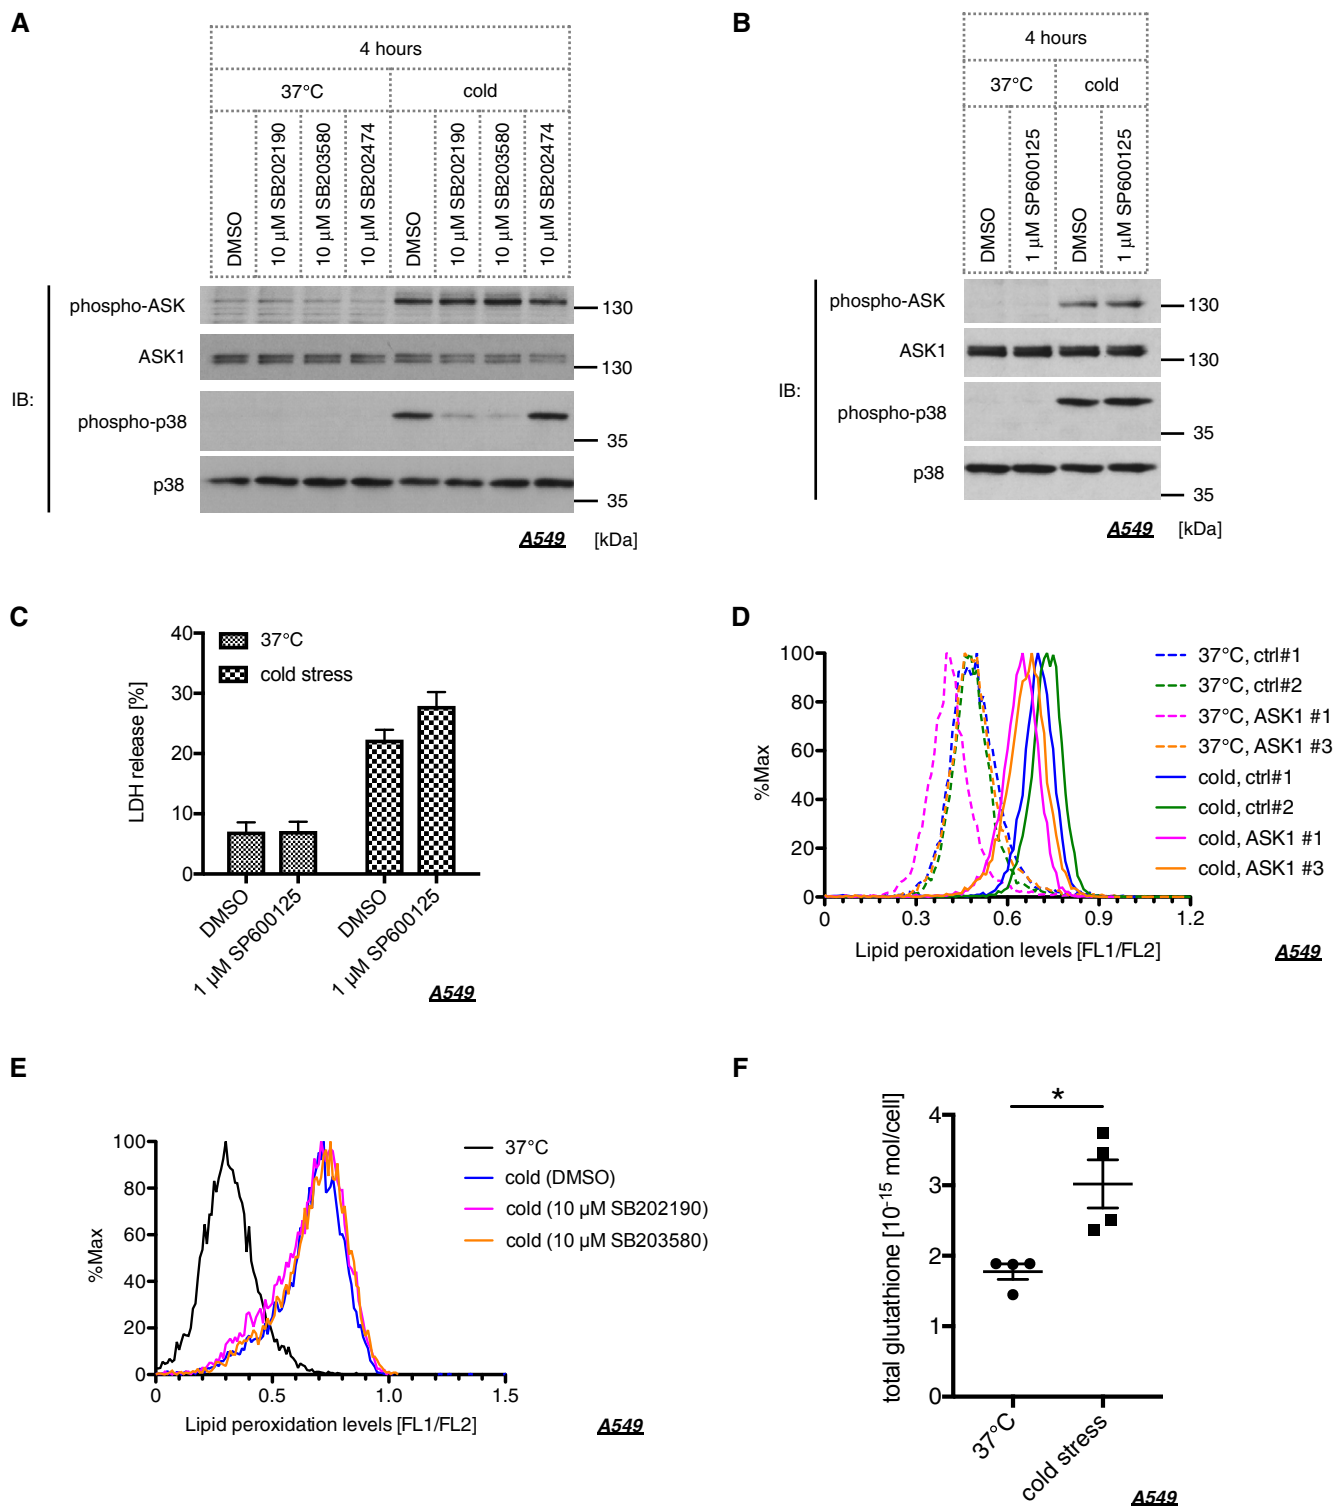 A
4 hours
37°C cold
DMSO
10 µM SB202190
10 µM SB203580
10 µM SB202474
DMSO
10 µM SB202190
10 µM SB203580
10 µM SB202474
IB:
phospho-ASK 130
ASK1 130
phospho-p38 35
p38 35
A549 [kDa]
B
4 hours
37°C cold
DMSO
1 µM SP600125
DMSO
1 µM SP600125
IB:
phospho-ASK 130
ASK1 130
phospho-p38 35
p38 35
A549 [kDa]
C
LDH release [%]
40
30
20
10
0
37°C
cold stress
DMSO
1 µM SP600125
DMSO
1 µM SP600125
A549
D
%Max
100
80
60
40
20
0
0 0.3 0.6 0.9 1.2
Lipid peroxidation levels [FL1/FL2]
37°C, ctrl#1
37°C, ctrl#2
37°C, ASK1 #1
37°C, ASK1 #3
cold, ctrl#1
cold, ctrl#2
cold, ASK1 #1
cold, ASK1 #3
A549
E
%Max
100
80
60
40
20
0
0 0.5 1.0 1.5
Lipid peroxidation levels [FL1/FL2]
37°C
cold (DMSO)
cold (10 µM SB202190)
cold (10 µM SB203580)
A549
F
total glutathione [10⁻¹⁵ mol/cell]
4
3
2
1
0
*
37°C
cold stress
A549